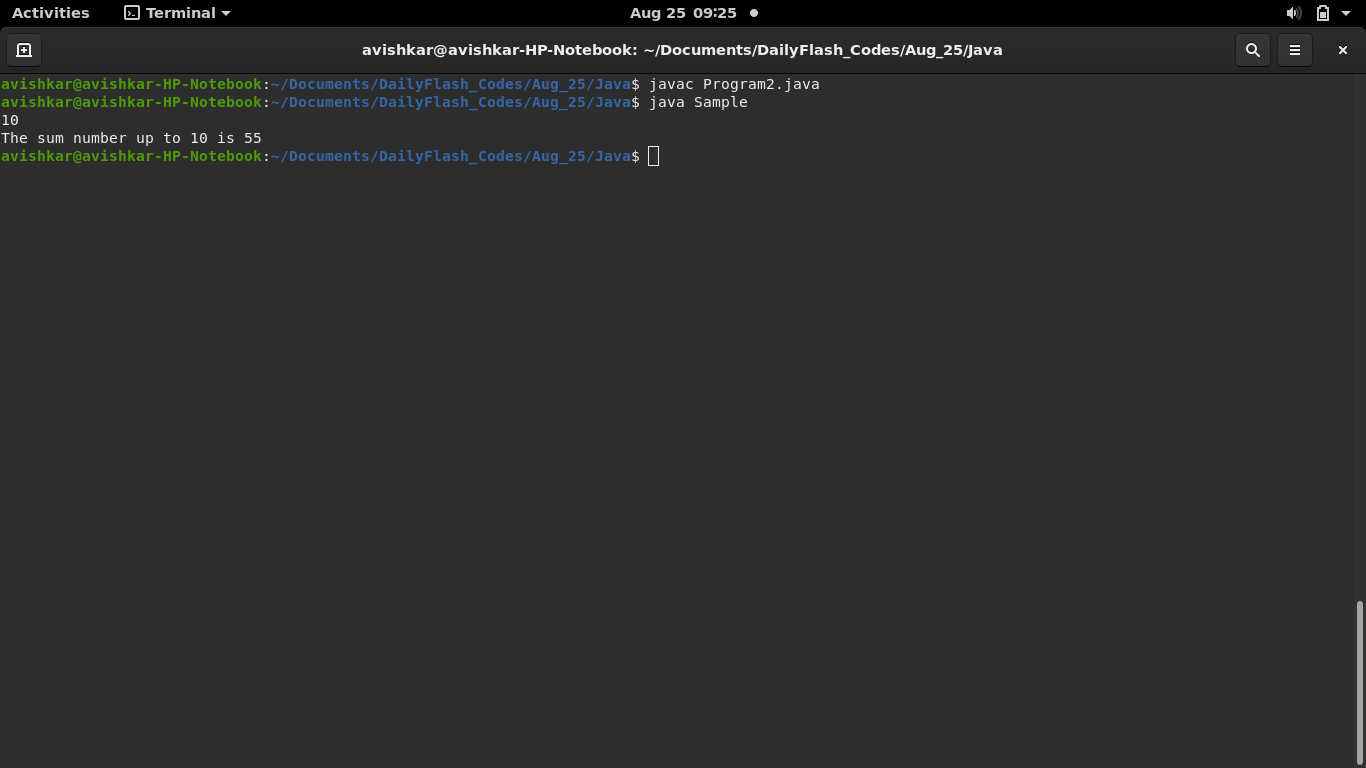 Activities Terminal Aug 25 09:25
avishkar@avishkar-HP-Notebook: ~/Documents/DailyFlash_Codes/Aug_25/Java
avishkar@avishkar-HP-Notebook:~/Documents/DailyFlash_Codes/Aug_25/Java$ javac Program2.java
avishkar@avishkar-HP-Notebook:~/Documents/DailyFlash_Codes/Aug_25/Java$ java Sample
10
The sum number up to 10 is 55
avishkar@avishkar-HP-Notebook:~/Documents/DailyFlash_Codes/Aug_25/Java$